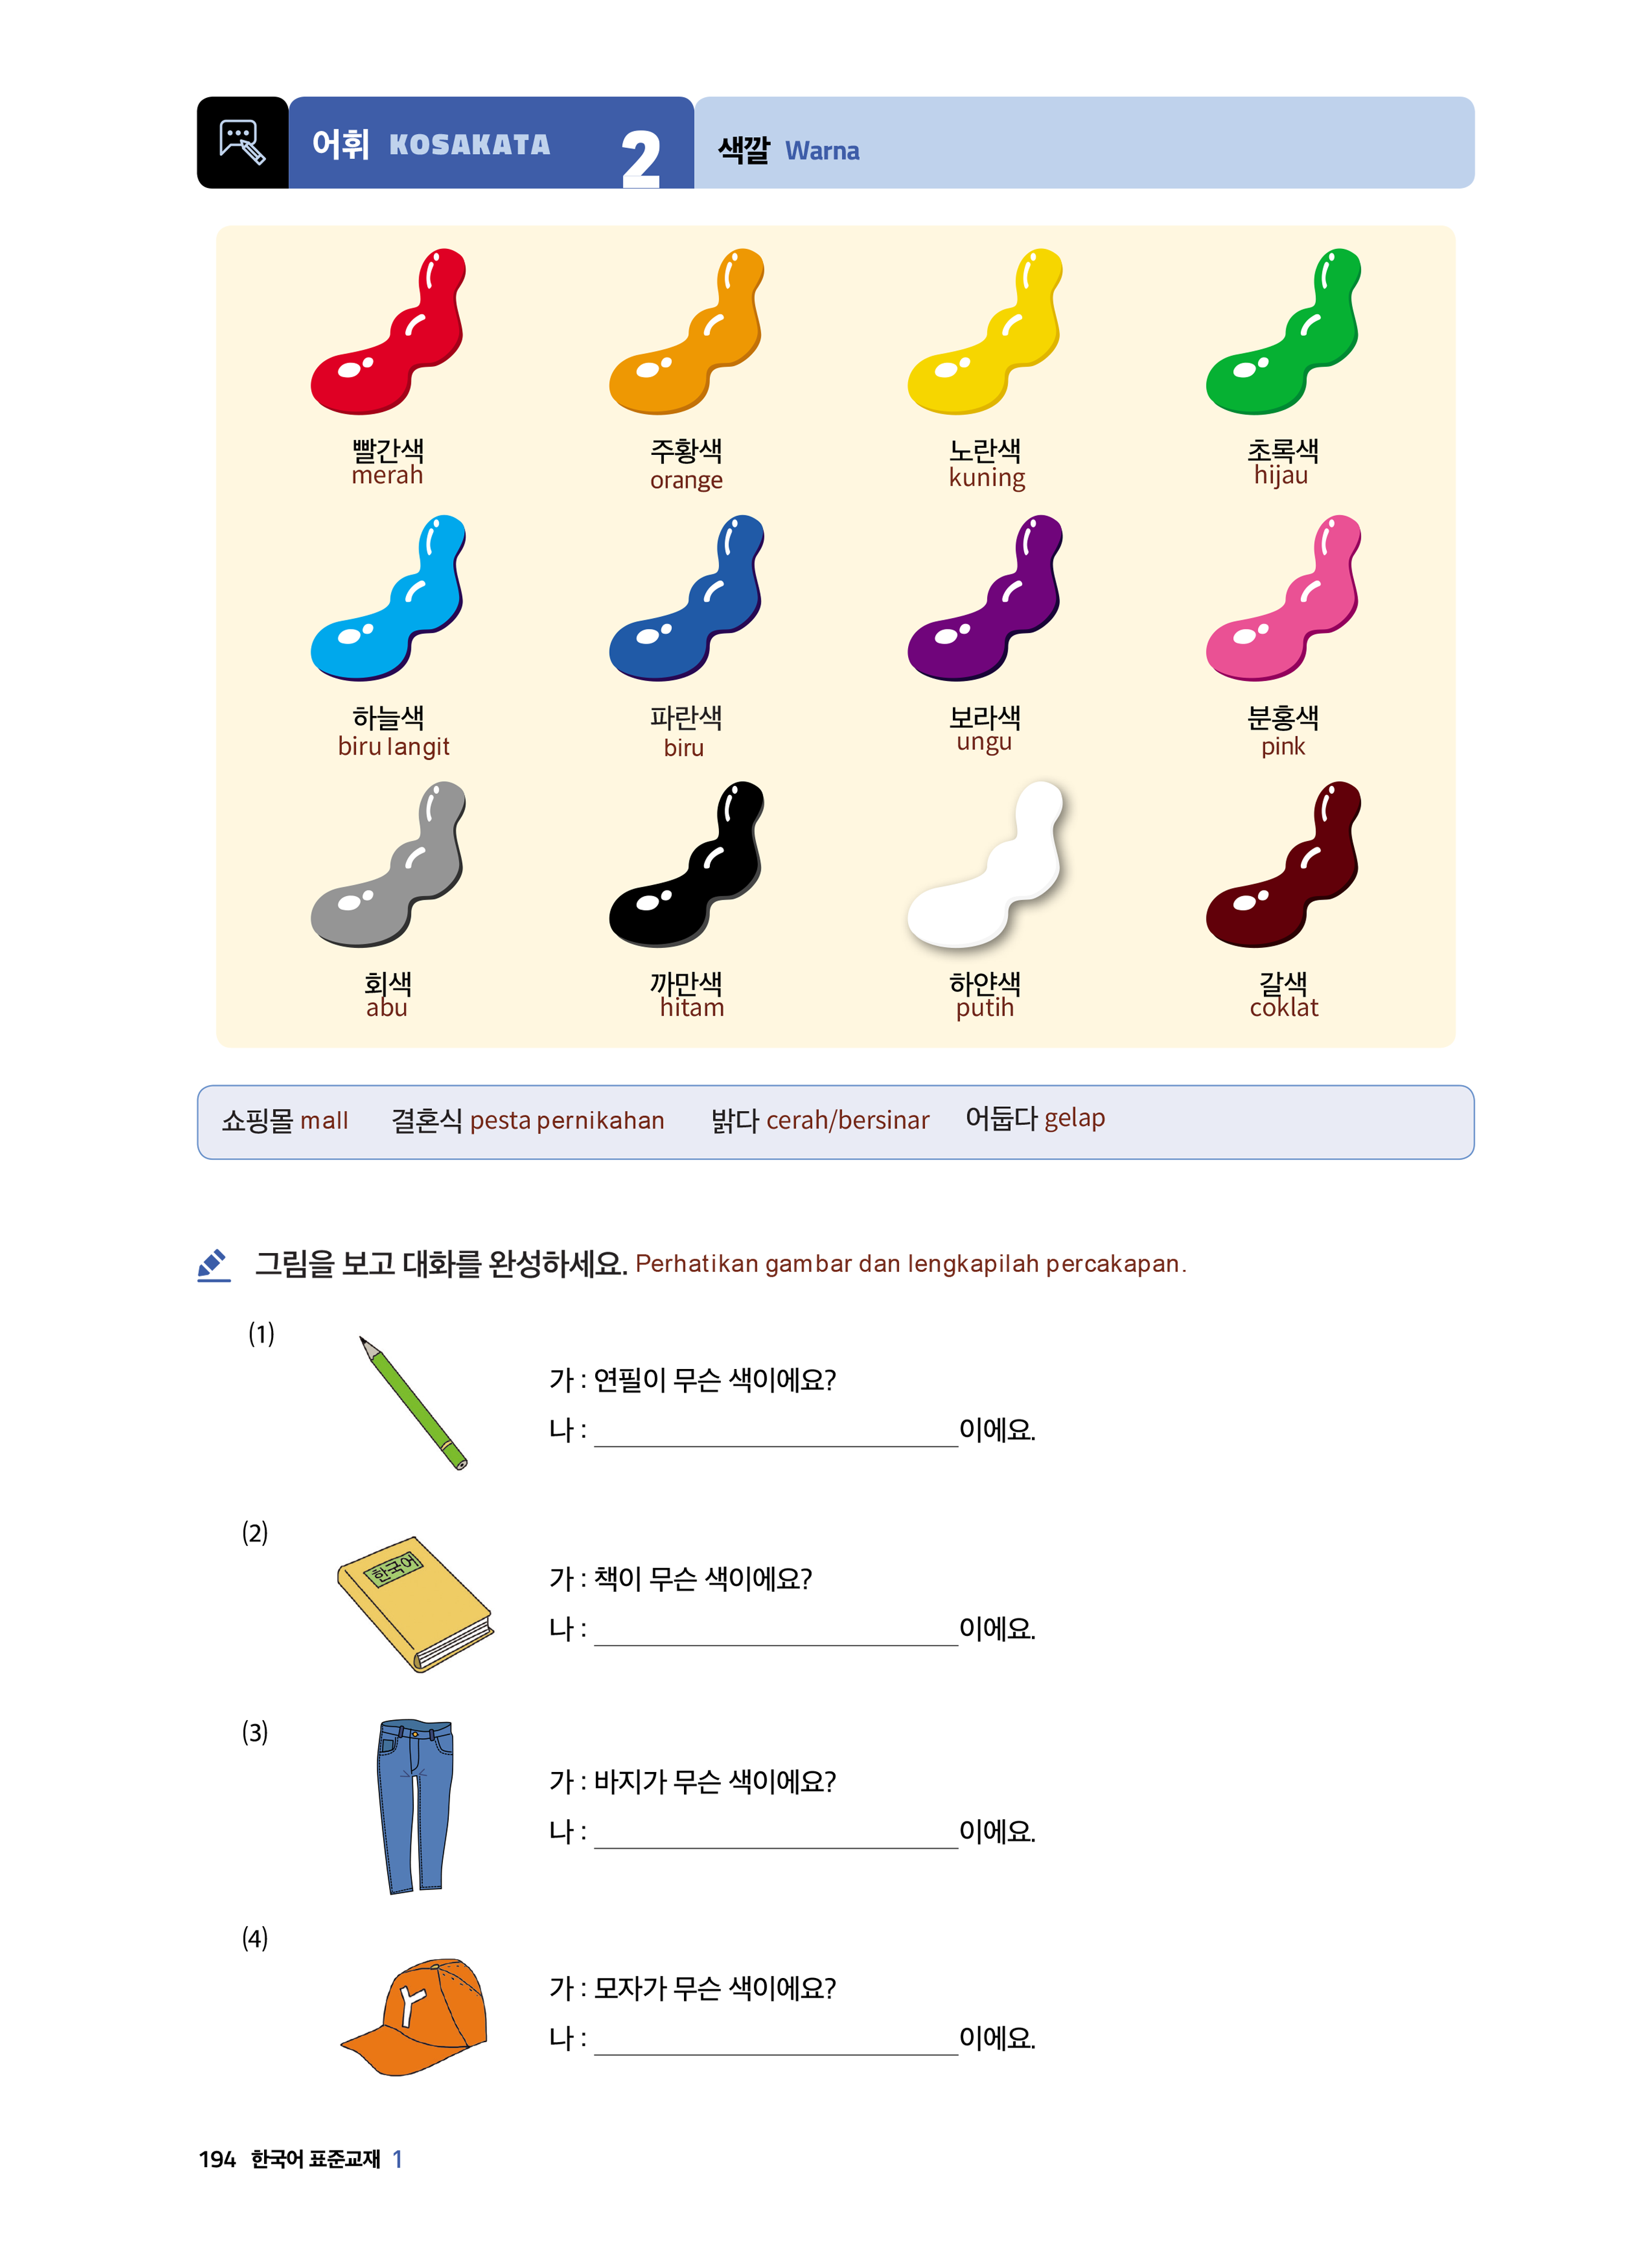 어휘 KOSAKATA 2 색깔 Warna
빨간색 주황색 노란색 초록색
merah orange kuning hijau
하늘색 파란색 보라색 분홍색
biru langit biru ungu pink
회색 까만색 하얀색 갈색
abu hitam putih coklat
쇼핑몰 mall 결혼식 pesta pernikahan 밝다 cerah/bersinar 어둡다 gelap
그림을 보고 대화를 완성하세요. Perhatikan gambar dan lengkapilah percakapan.
(1)
가 : 연필이 무슨 색이에요?
나 : ______ 이에요.
(2)
한국어
가 : 책이 무슨 색이에요?
나 : ______ 이에요.
(3)
가 : 바지가 무슨 색이에요?
나 : ______ 이에요.
(4)
Y
가 : 모자가 무슨 색이에요?
나 : ______ 이에요.
194 한국어 표준교재 1